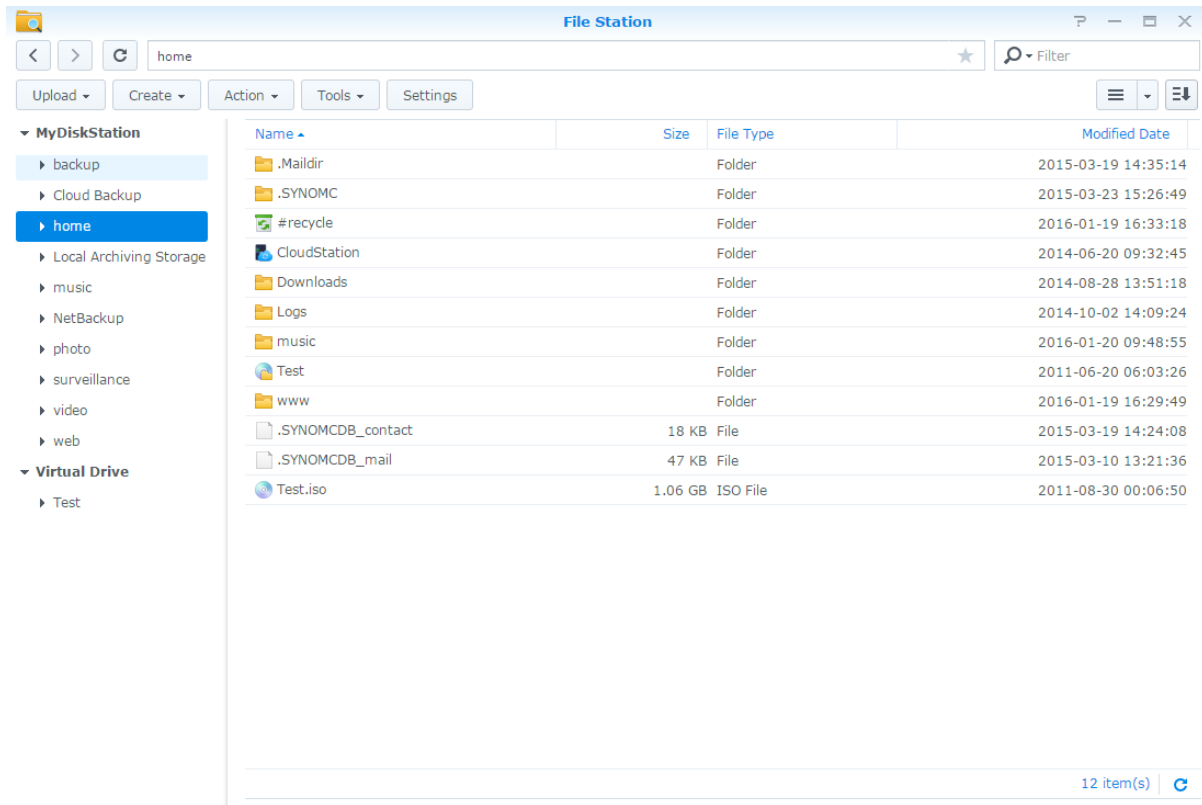 File Station
home
Filter
Upload Create Action Tools Settings
MyDiskStation
backup
Cloud Backup
home
Local Archiving Storage
music
NetBackup
photo
surveillance
video
web
Virtual Drive
Test
Name Size File Type Modified Date
.Maildir Folder 2015-03-19 14:35:14
.SYNOMC Folder 2015-03-23 15:26:49
#recycle Folder 2016-01-19 16:33:18
CloudStation Folder 2014-06-20 09:32:45
Downloads Folder 2014-08-28 13:51:18
Logs Folder 2014-10-02 14:09:24
music Folder 2016-01-20 09:48:55
Test Folder 2011-06-20 06:03:26
www Folder 2016-01-19 16:29:49
.SYNOMCDB_contact 18 KB File 2015-03-19 14:24:08
.SYNOMCDB_mail 47 KB File 2015-03-10 13:21:36
Test.iso 1.06 GB ISO File 2011-08-30 00:06:50
12 item(s)